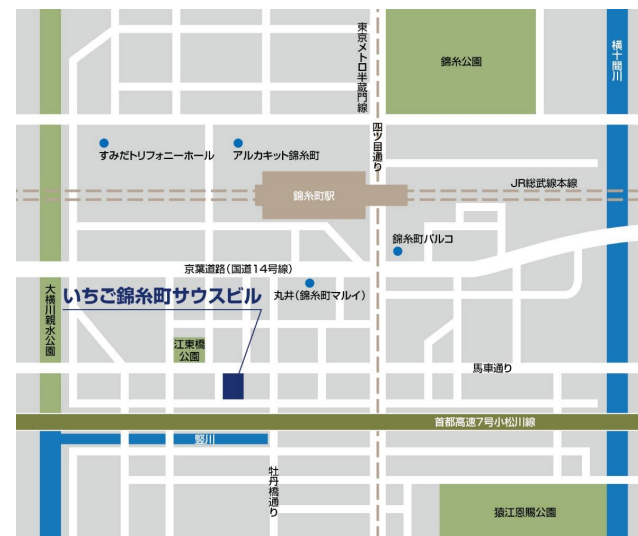 東京メトロ半蔵門線
錦糸公園
横十間川
四ツ目通り
すみだトリフォニーホール
アルカキット錦糸町
JR総武線本線
錦糸町駅
錦糸町パルコ
京葉道路(国道14号線)
丸井(錦糸町マルイ)
大横川親水公園
いちご錦糸町サウスビル
江東橋
公園
馬車通り
首都高速7号小松川線
竪川
牡丹橋通り
猿江恩賜公園